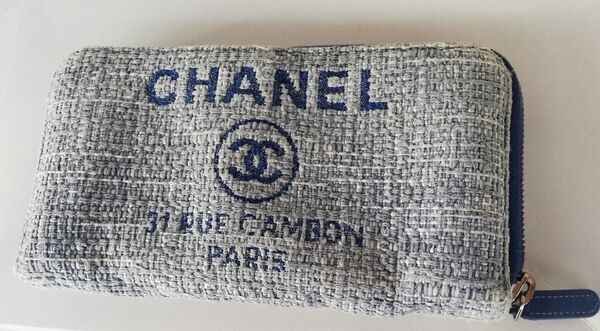 CHANEL
31 RUE CAMBON
PARIS